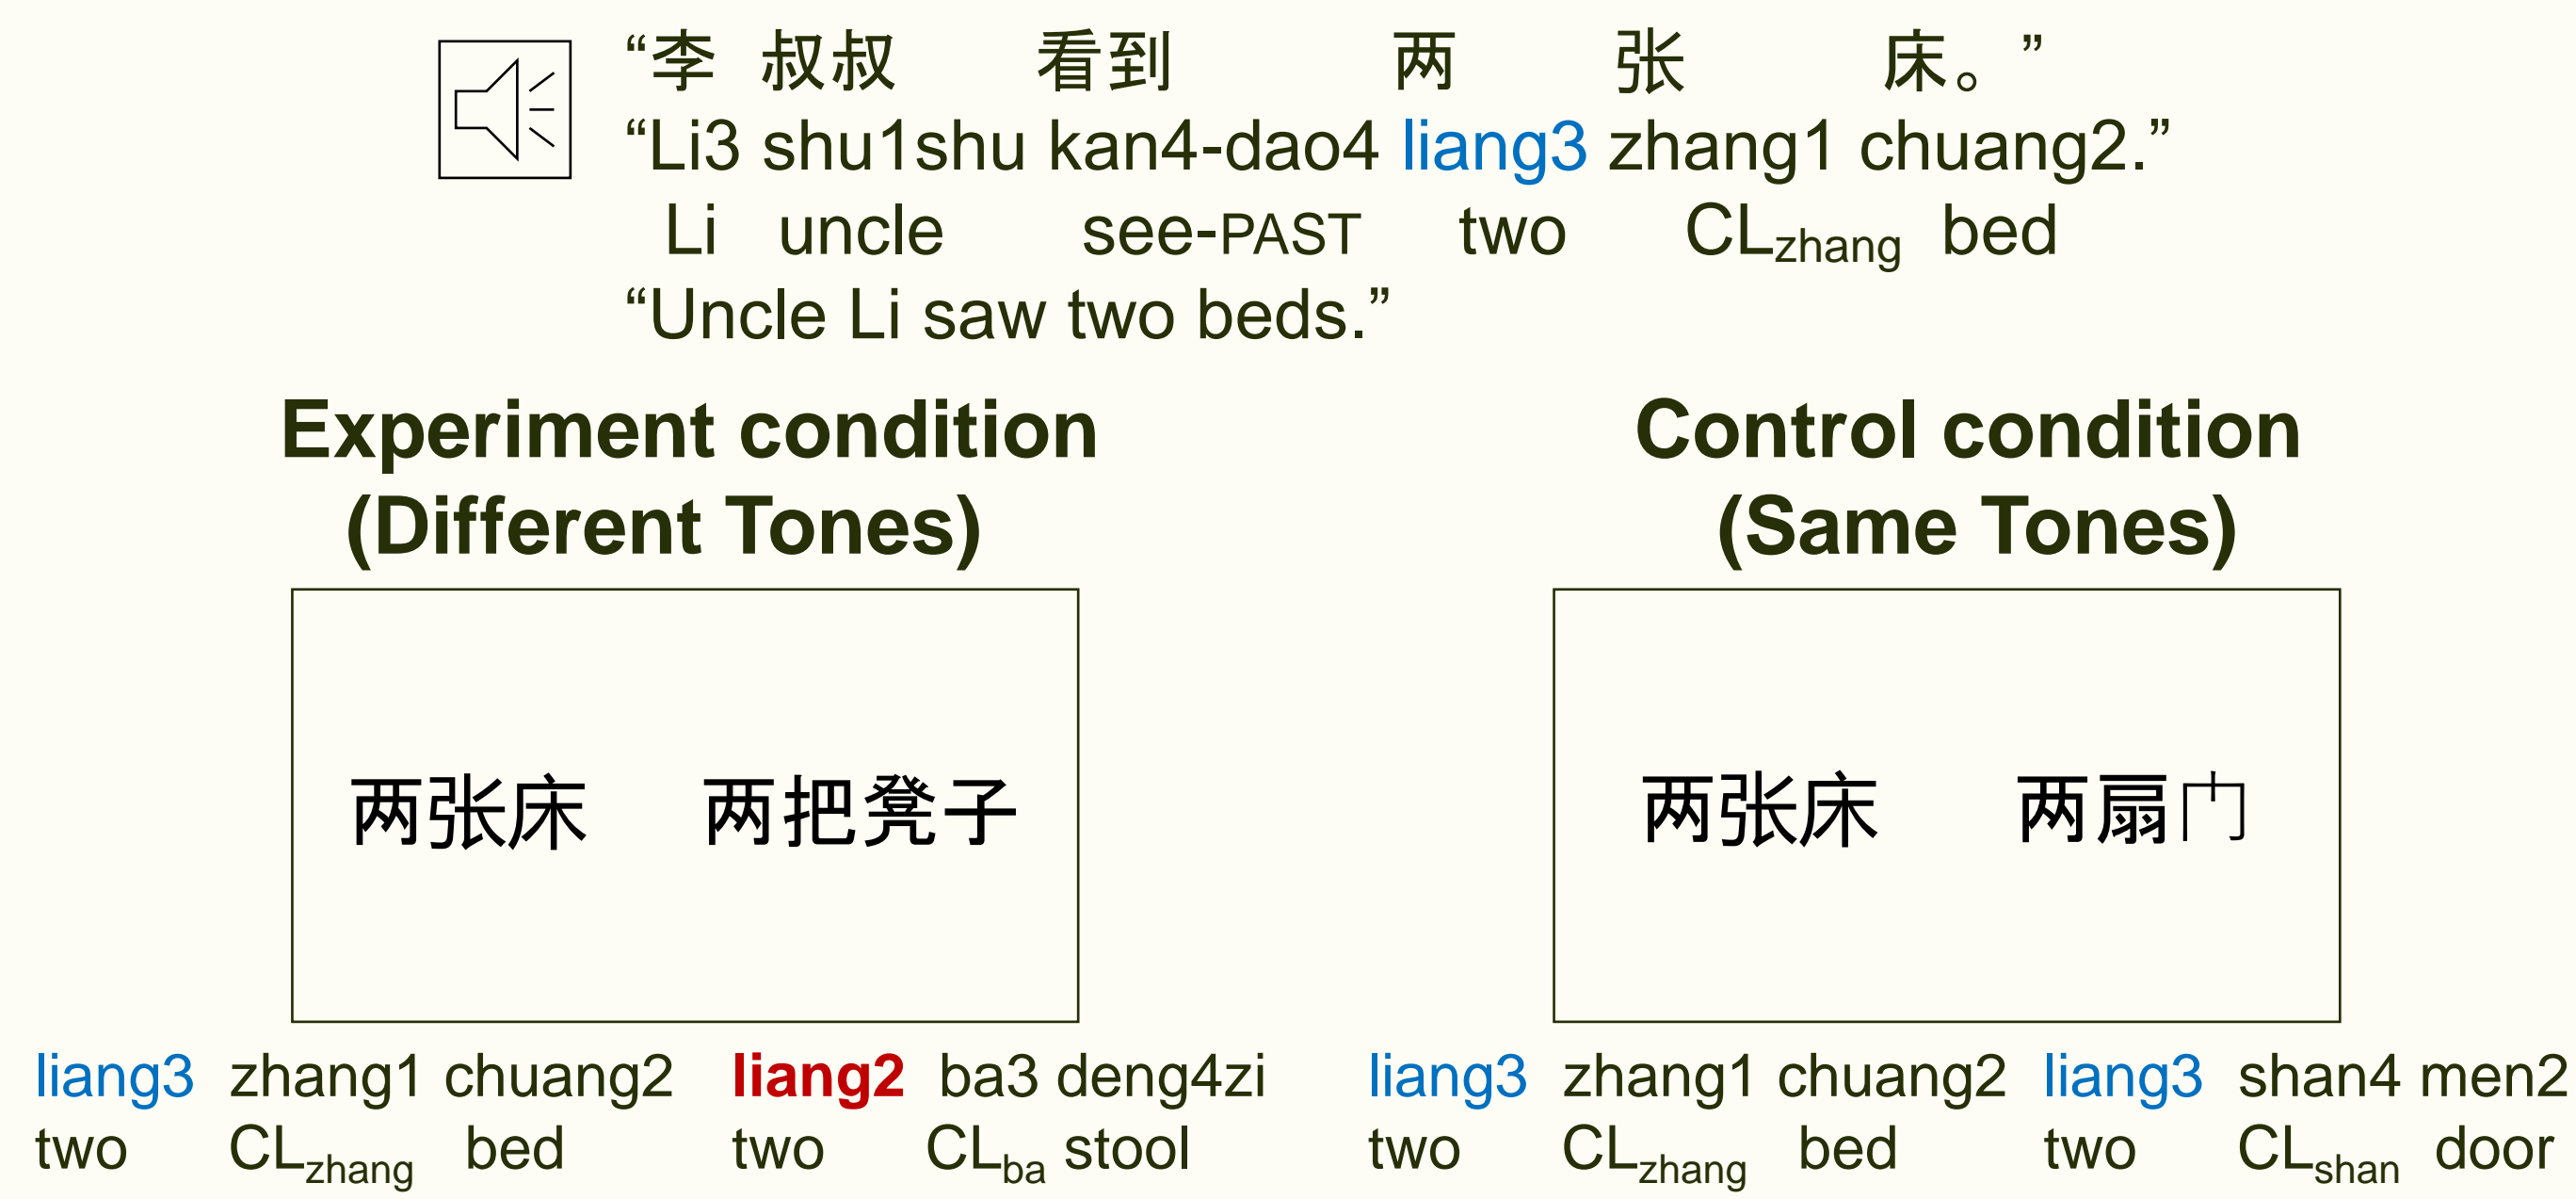 “李 叔叔 看到 两 张 床。”
“Li3 shu1shu kan4-dao4 liang3 zhang1 chuang2.”
Li uncle see-PAST two CLzhang bed
“Uncle Li saw two beds.”
Experiment condition
(Different Tones)
两张床 两把凳子
liang3 zhang1 chuang2 liang2 ba3 deng4zi
two CLzhang bed two CLba stool
Control condition
(Same Tones)
两张床 两扇门
liang3 zhang1 chuang2 liang3 shan4 men2
two CLzhang bed two CLshan door